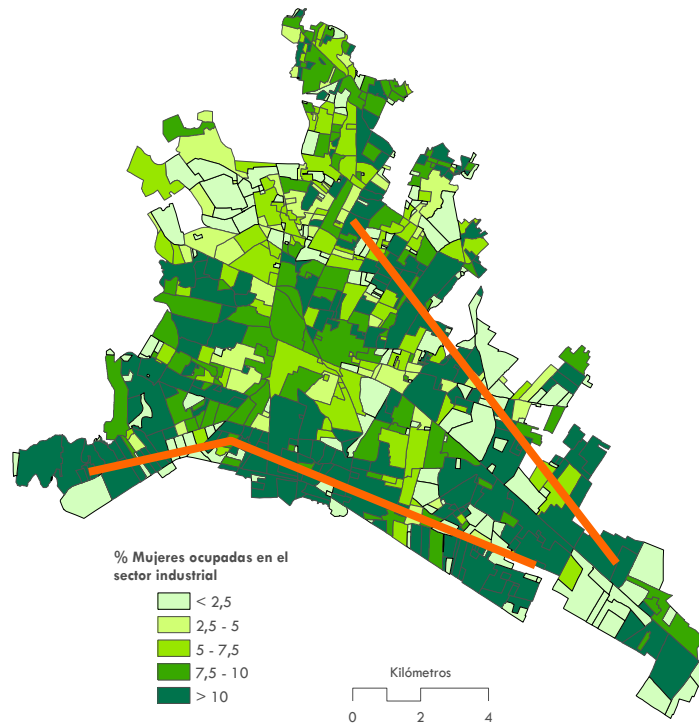 % Mujeres ocupadas en el
sector industrial
< 2,5
2,5 - 5
5 - 7,5
7,5 - 10
> 10
Kilómetros
0 2 4